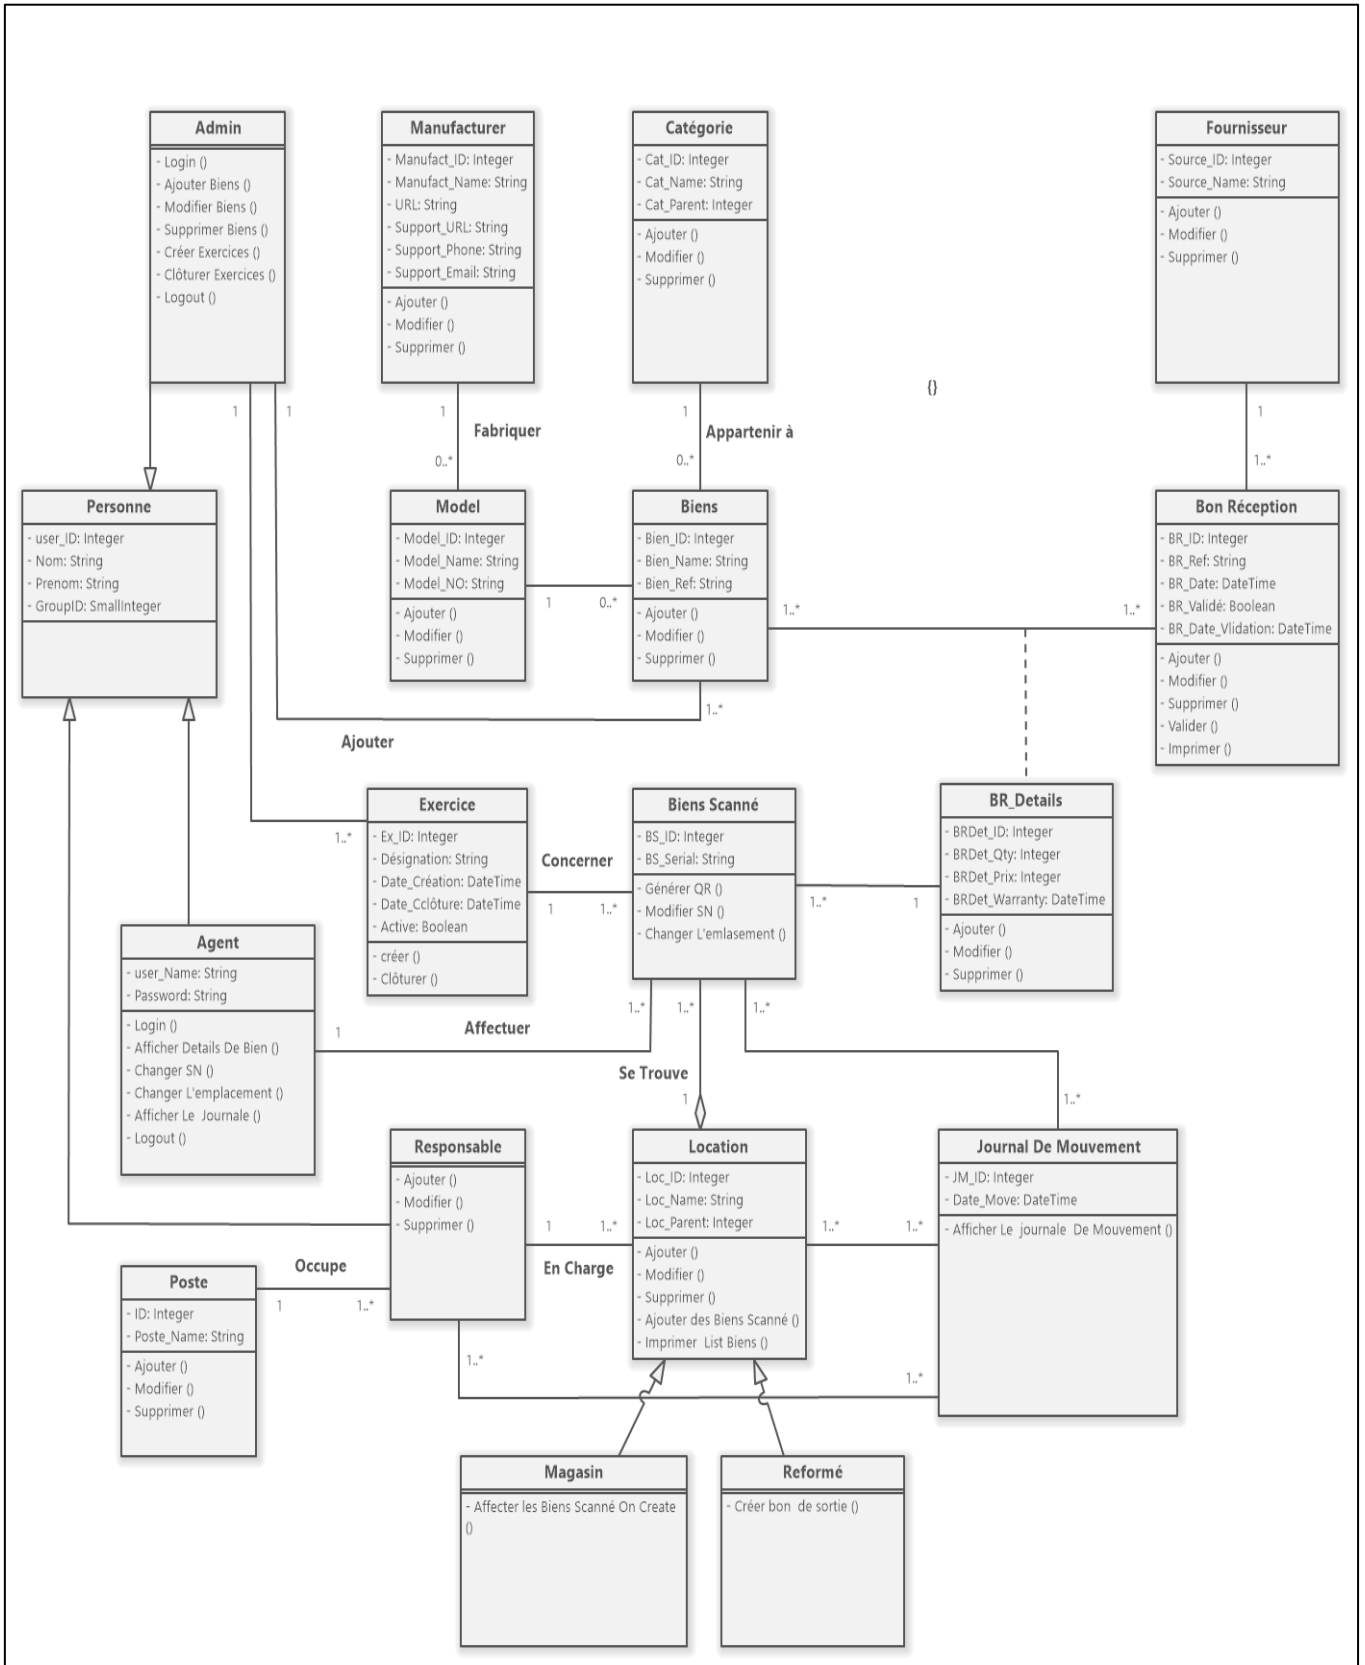 Admin
- Login ()
- Ajouter Biens ()
- Modifier Biens ()
- Supprimer Biens ()
- Créer Exercices ()
- Clôturer Exercices ()
- Logout ()
Manufacturer
- Manufact_ID: Integer
- Manufact_Name: String
- URL: String
- Support_URL: String
- Support_Phone: String
- Support_Email: String
- Ajouter ()
- Modifier ()
- Supprimer ()
Catégorie
- Cat_ID: Integer
- Cat_Name: String
- Cat_Parent: Integer
- Ajouter ()
- Modifier ()
- Supprimer ()
Fournisseur
- Source_ID: Integer
- Source_Name: String
- Ajouter ()
- Modifier ()
- Supprimer ()
{}
1
1
1
Fabriquer
0..*
1
Appartenir à
0..*
1
1..*
Personne
- user_ID: Integer
- Nom: String
- Prenom: String
- GroupID: SmallInteger
Model
- Model_ID: Integer
- Model_Name: String
- Model_NO: String
- Ajouter ()
- Modifier ()
- Supprimer ()
1
0..*
Biens
- Bien_ID: Integer
- Bien_Name: String
- Bien_Ref: String
- Ajouter ()
- Modifier ()
- Supprimer ()
1..*
1..*
Bon Réception
- BR_ID: Integer
- BR_Ref: String
- BR_Date: DateTime
- BR_Validé: Boolean
- BR_Date_Vlidation: DateTime
- Ajouter ()
- Modifier ()
- Supprimer ()
- Valider ()
- Imprimer ()
1..*
Ajouter
1..*
Exercice
- Ex_ID: Integer
- Désignation: String
- Date_Création: DateTime
- Date_Cclôture: DateTime
- Active: Boolean
- créer ()
- Clôturer ()
Concerner
1
1..*
Biens Scanné
- BS_ID: Integer
- BS_Serial: String
- Générer QR ()
- Modifier SN ()
- Changer L'emlasement ()
1..*
1
BR_Details
- BRDet_ID: Integer
- BRDet_Qty: Integer
- BRDet_Prix: Integer
- BRDet_Warranty: DateTime
- Ajouter ()
- Modifier ()
- Supprimer ()
Agent
- user_Name: String
- Password: String
- Login ()
- Afficher Details De Bien ()
- Changer SN ()
- Changer L'emplacement ()
- Afficher Le Journale ()
- Logout ()
1
Affectuer
1..*
1..*
1..*
Se Trouve
1
1..*
Responsable
- Ajouter ()
- Modifier ()
- Supprimer ()
1
1..*
En Charge
Location
- Loc_ID: Integer
- Loc_Name: String
- Loc_Parent: Integer
- Ajouter ()
- Modifier ()
- Supprimer ()
- Ajouter des Biens Scanné ()
- Imprimer List Biens ()
1..*
1..*
Journal De Mouvement
- JM_ID: Integer
- Date_Move: DateTime
- Afficher Le journale De Mouvement ()
Poste
- ID: Integer
- Poste_Name: String
- Ajouter ()
- Modifier ()
- Supprimer ()
Occupe
1
1..*
1..*
1..*
Magasin
- Affecter les Biens Scanné On Create
()
Reformé
- Créer bon de sortie ()